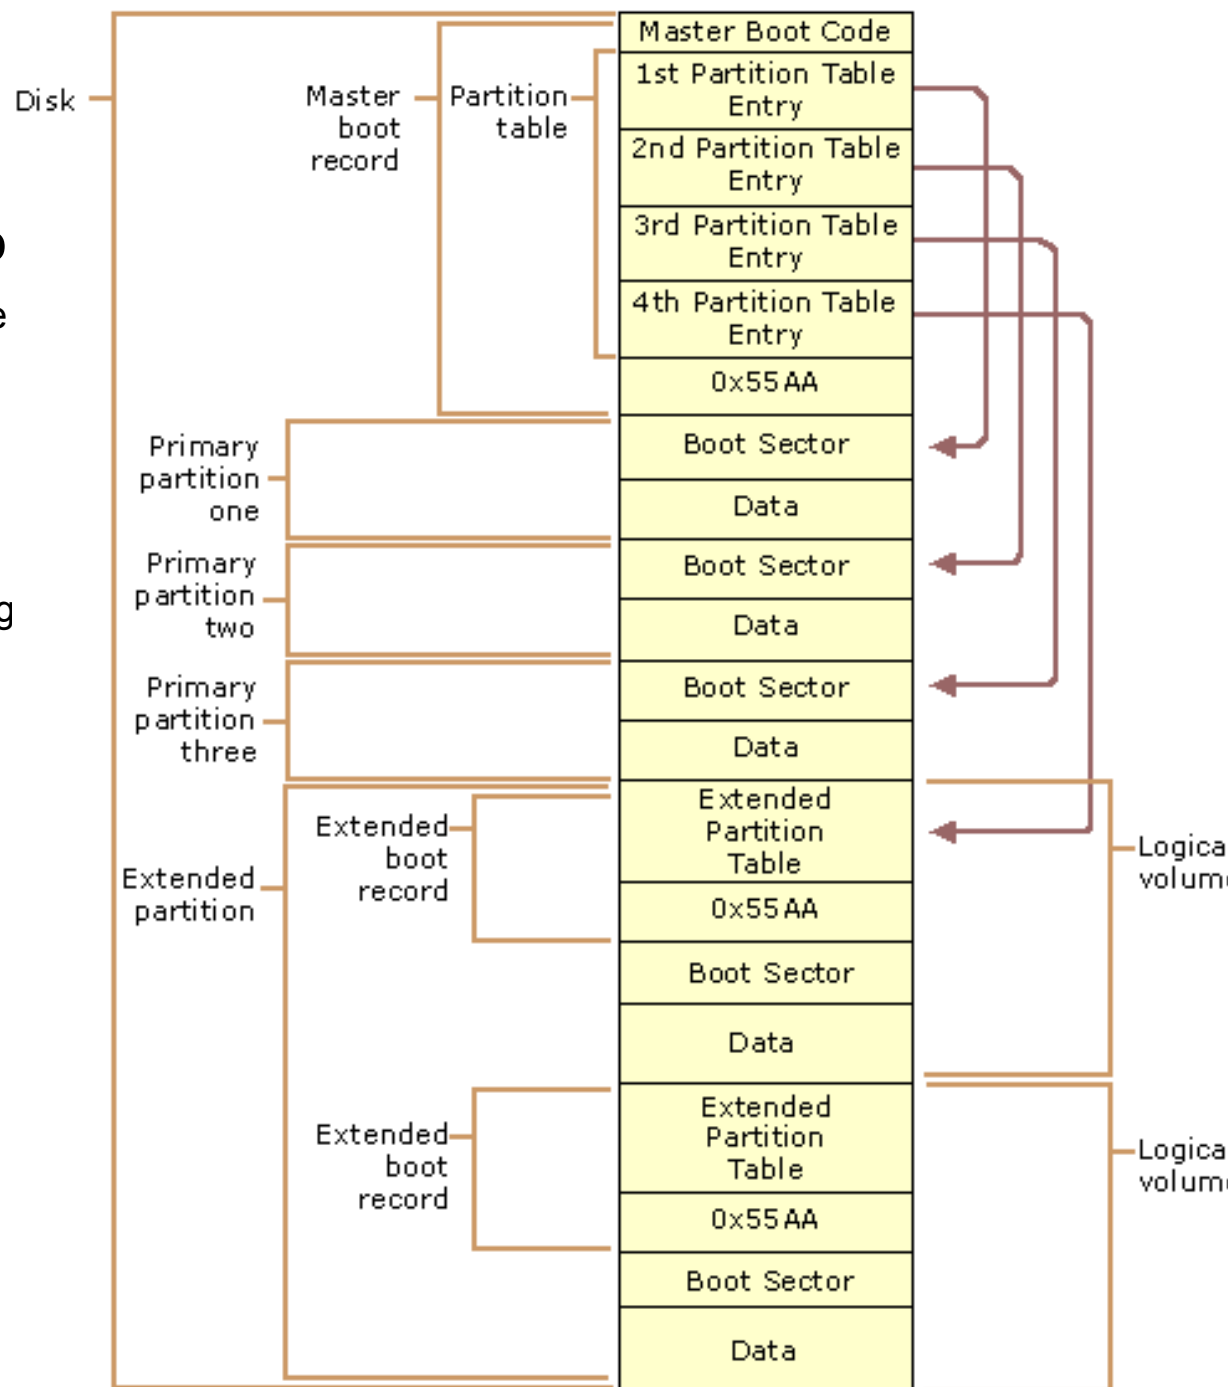 Disk
Master
boot
record
Partition
table
Master Boot Code
1st Partition Table
Entry
2nd Partition Table
Entry
3rd Partition Table
Entry
4th Partition Table
Entry
0x55AA
Primary
partition
one
Boot Sector
Data
Primary
partition
two
Boot Sector
Data
Primary
partition
three
Boot Sector
Data
Extended
partition
Extended
boot
record
Extended
Partition
Table
0x55AA
Boot Sector
Data
Extended
boot
record
Extended
Partition
Table
0x55AA
Boot Sector
Data